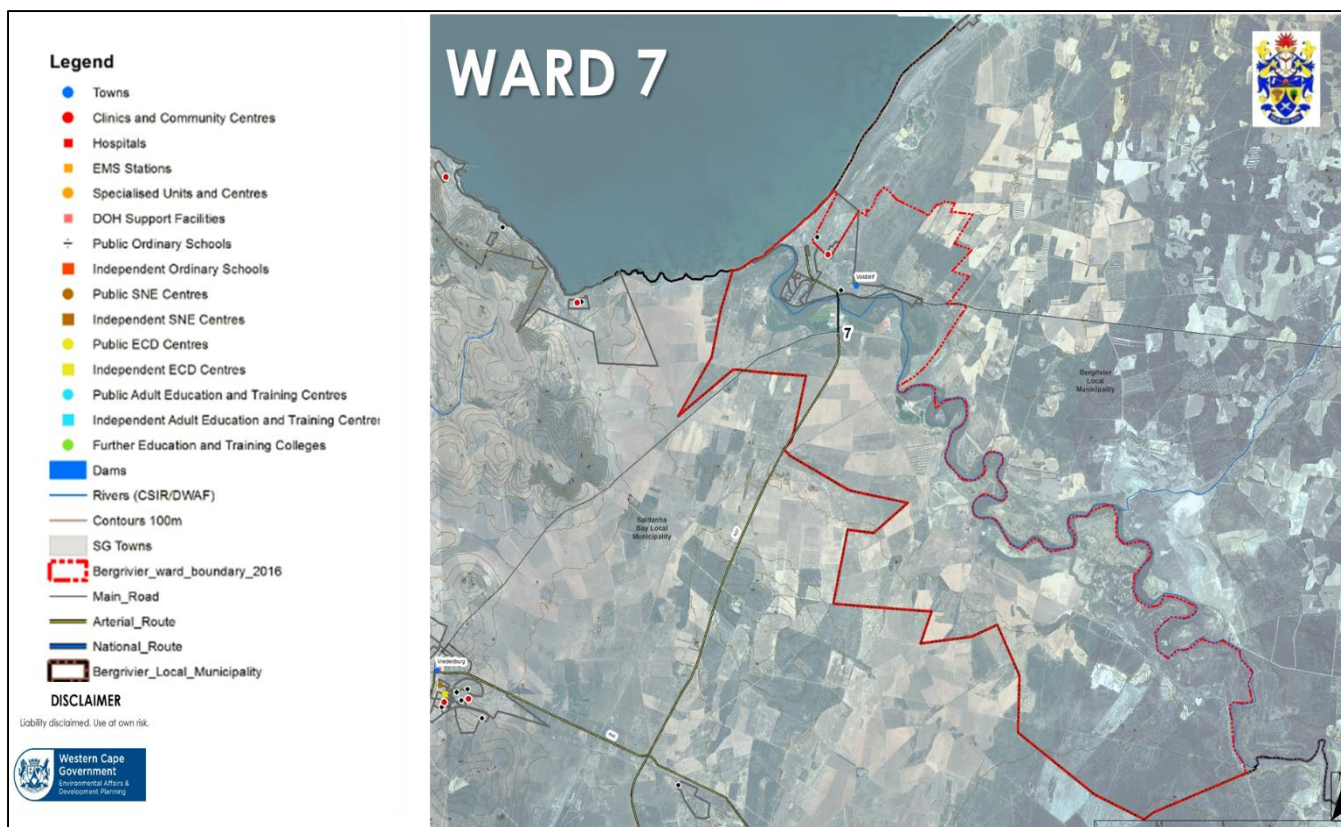 WARD 7
Legend
Towns
Clinics and Community Centres
Hospitals
EMS Stations
Specialised Units and Centres
DOH Support Facilities
Public Ordinary Schools
Independent Ordinary Schools
Public SNE Centres
Independent SNE Centres
Public ECD Centres
Independent ECD Centres
Public Adult Education and Training Centres
Independent Adult Education and Training Centre
Further Education and Training Colleges
Dams
Rivers (CSIR/DWAF)
Contours 100m
SG Towns
Bergrivier_ward_boundary_2016
Main_Road
Arterial_Route
National_Route
Bergrivier_Local_Municipality
DISCLAIMER
Liability disclaimed. Use at own risk.
Western Cape
Government
Environmental Affairs &
Development Planning
7
Bergrivier
Local
Municipality
Saldanha
Bay Local
Municipality
Vredenburg